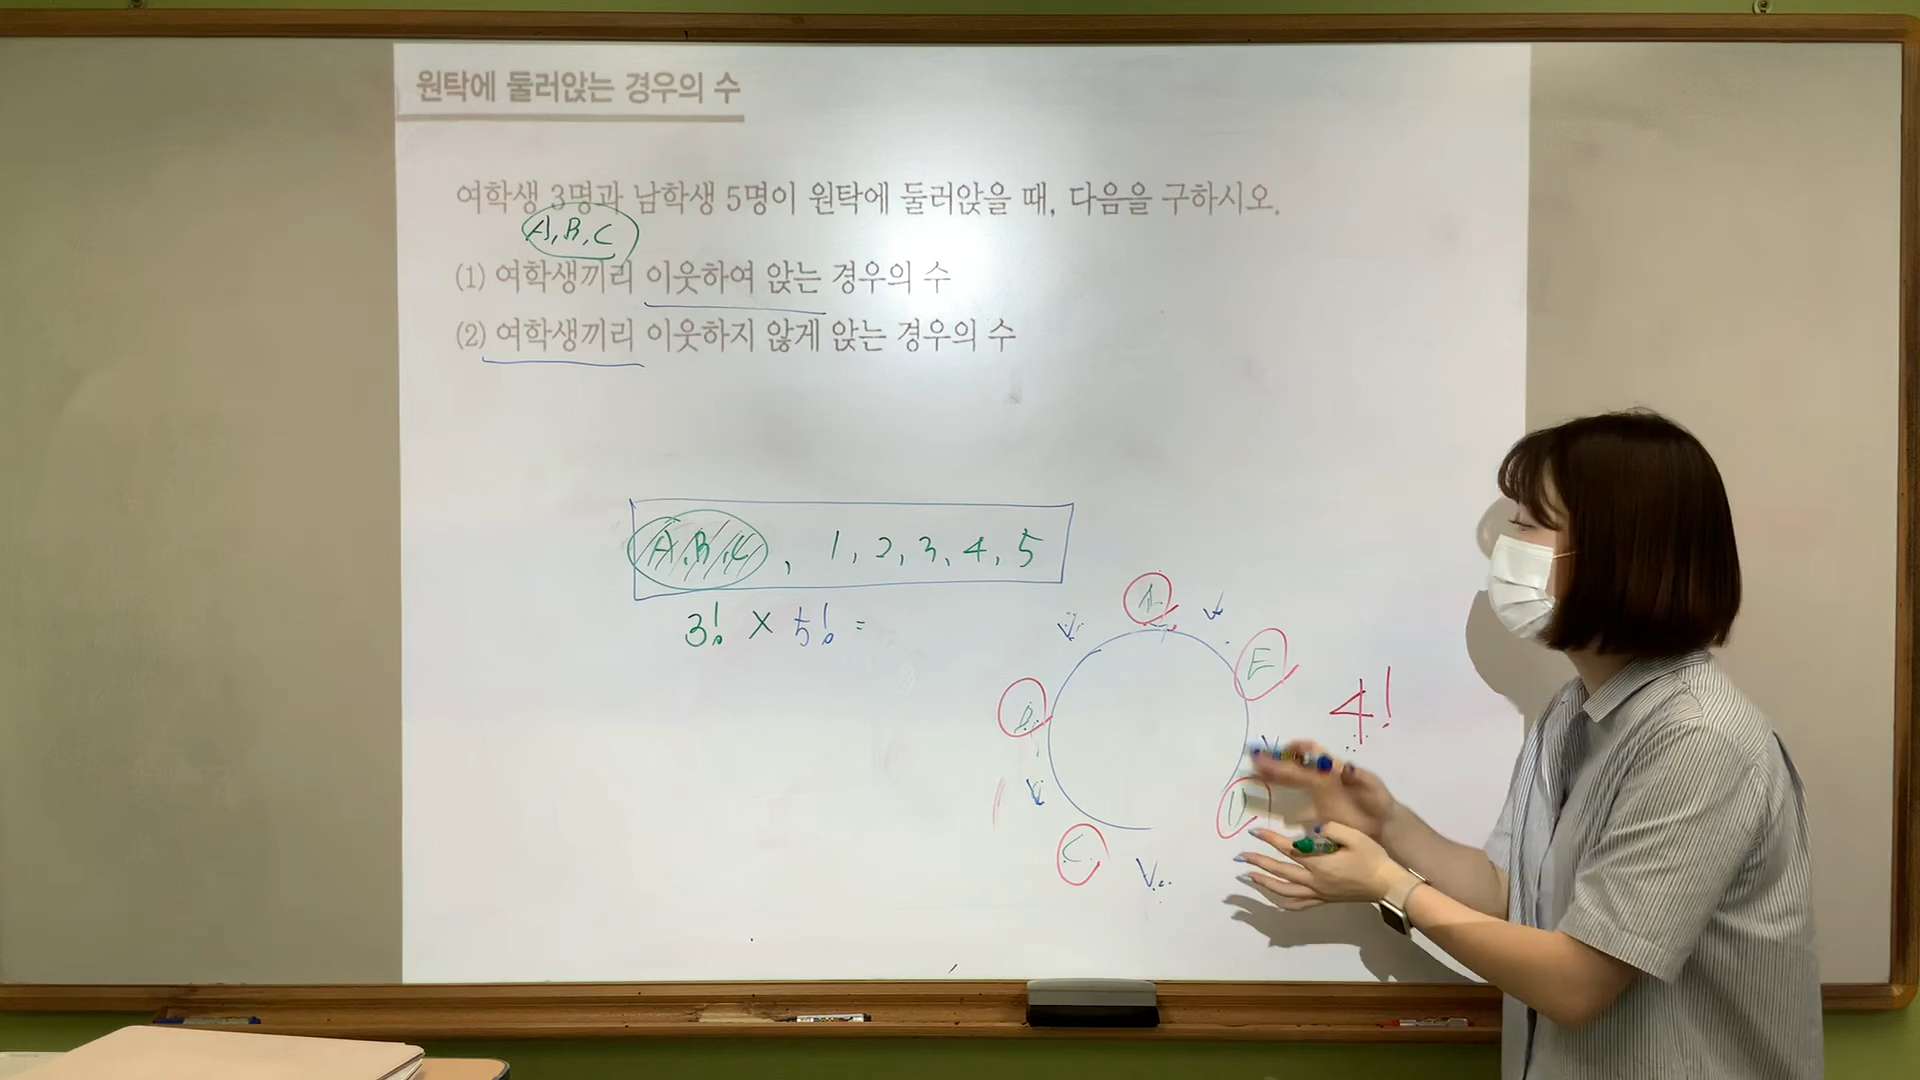 원탁에 둘러앉는 경우의 수
여학생 3명과 남학생 5명이 원탁에 둘러앉을 때, 다음을 구하시오.
A, B, C
(1) 여학생끼리 이웃하여 앉는 경우의 수
(2) 여학생끼리 이웃하지 않게 앉는 경우의 수
A, B, C, 1, 2, 3, 4, 5
3! × 5! =
A
E
B
4!
D
C